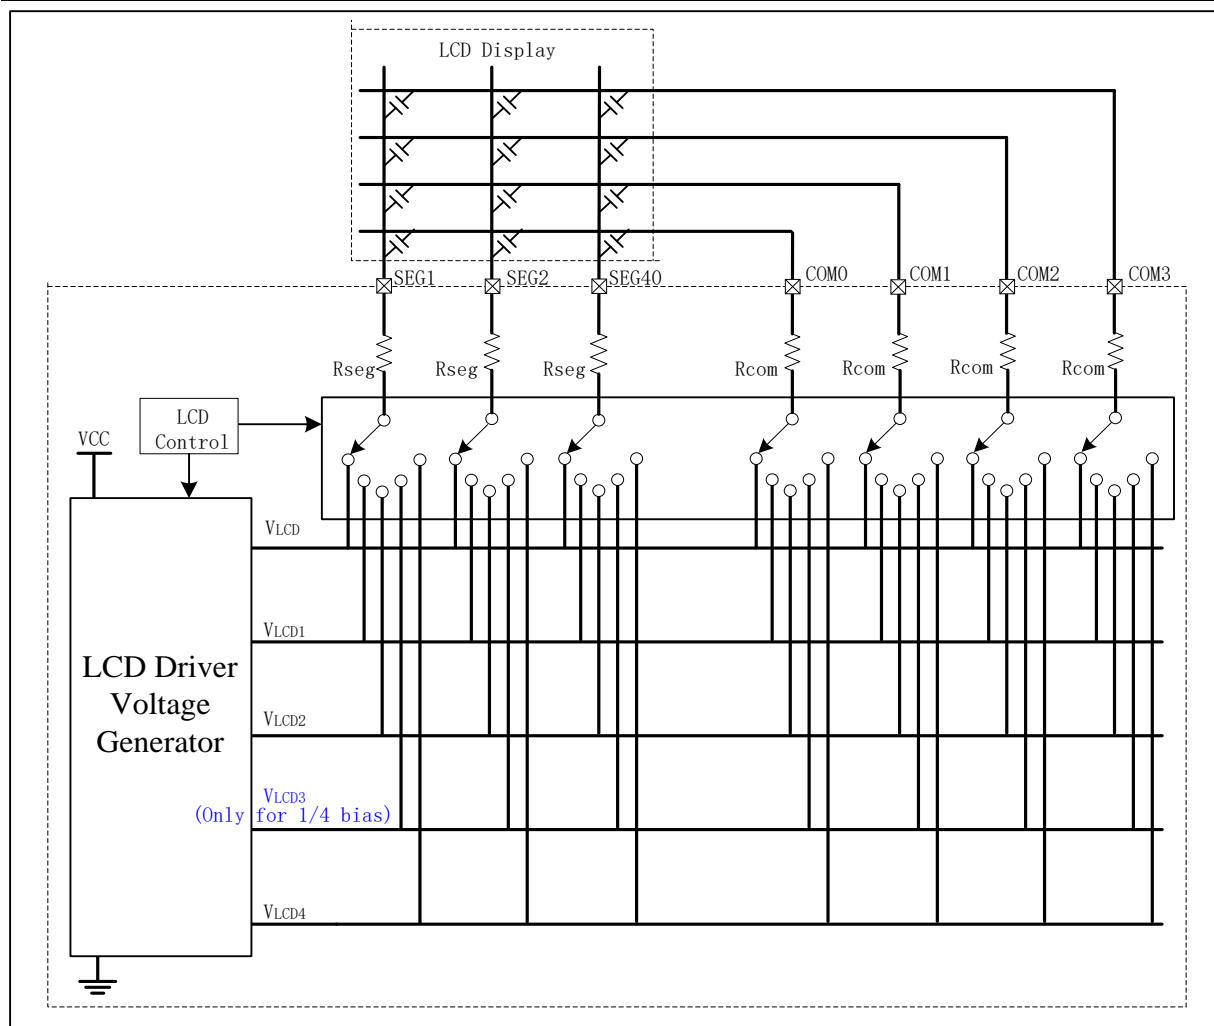 LCD Display
SEG1
SEG2
SEG40
COM0
COM1
COM2
COM3
Rseg
Rseg
Rseg
Rcom
Rcom
Rcom
Rcom
LCD
Control
VCC
VLCD
VLCD1
LCD Driver
Voltage
Generator
VLCD2
VLCD3
(Only for 1/4 bias)
VLCD4